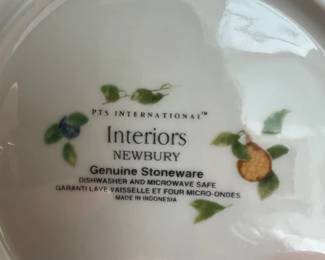 PTS INTERNATIONAL™
Interiors
NEWBURY
Genuine Stoneware
DISHWASHER AND MICROWAVE SAFE
GARANTI LAVE VAISSELLE ET FOUR MICRO-ONDES
MADE IN INDONESIA